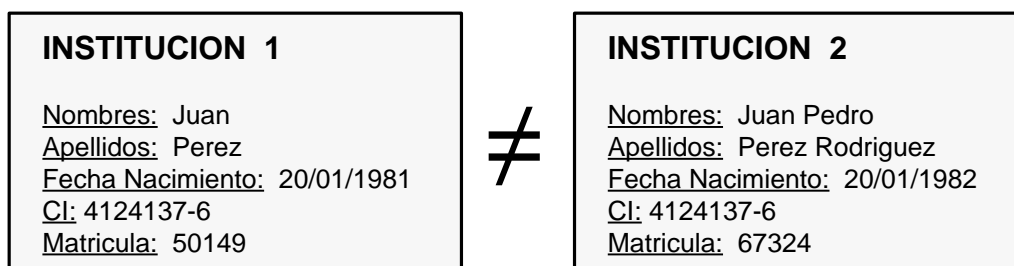 INSTITUCION 1
Nombres: Juan
Apellidos: Perez
Fecha Nacimiento: 20/01/1981
CI: 4124137-6
Matricula: 50149
≠
INSTITUCION 2
Nombres: Juan Pedro
Apellidos: Perez Rodriguez
Fecha Nacimiento: 20/01/1982
CI: 4124137-6
Matricula: 67324